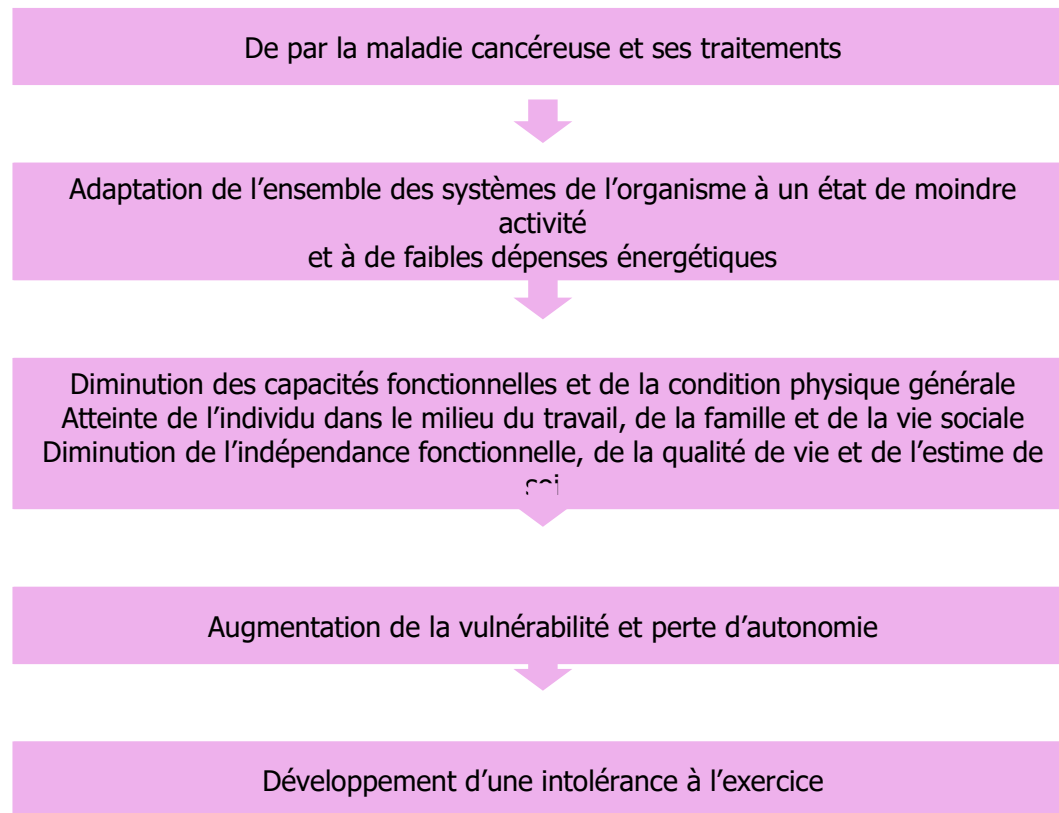 De par la maladie cancéreuse et ses traitements
Adaptation de l’ensemble des systèmes de l’organisme à un état de moindre
activité
et à de faibles dépenses énergétiques
Diminution des capacités fonctionnelles et de la condition physique générale
Atteinte de l’individu dans le milieu du travail, de la famille et de la vie sociale
Diminution de l’indépendance fonctionnelle, de la qualité de vie et de l’estime de
soi
Augmentation de la vulnérabilité et perte d’autonomie
Développement d’une intolérance à l’exercice